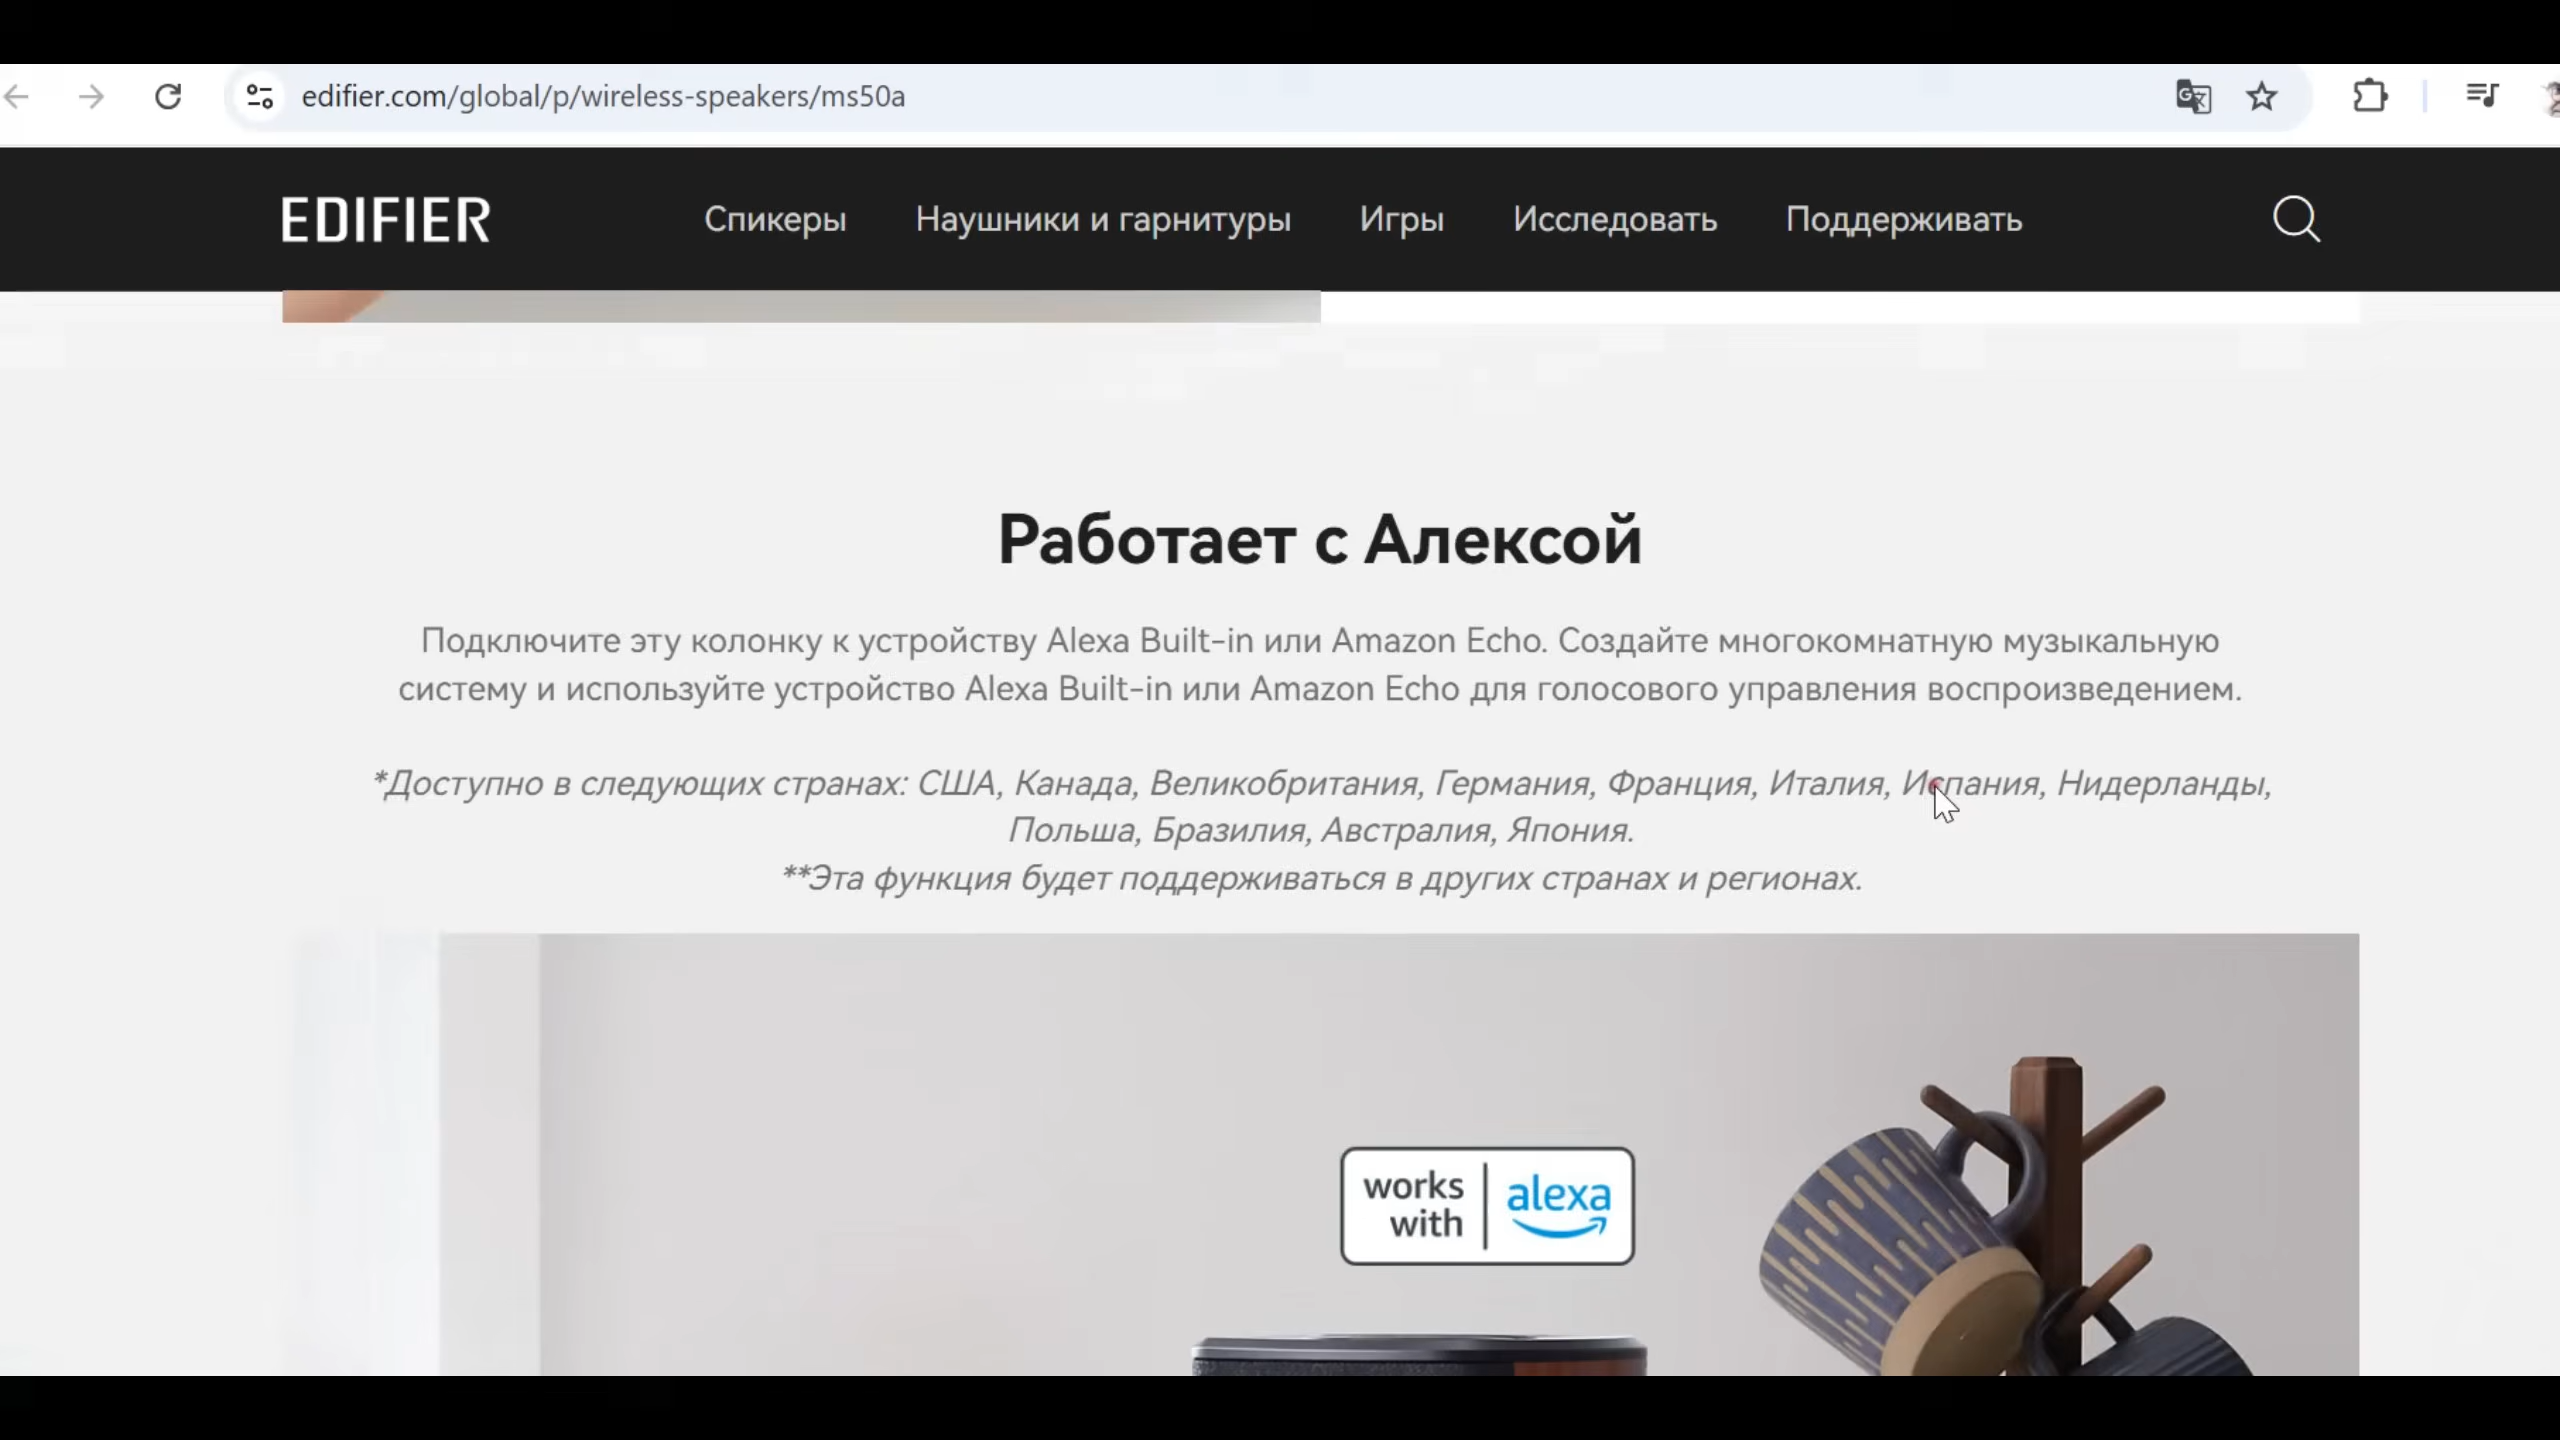 edifier.com/global/p/wireless-speakers/ms50a
EDIFIER
Спикеры
Наушники и гарнитуры
Игры
Исследовать
Поддерживать
Работает с Алексой
Подключите эту колонку к устройству Alexa Built-in или Amazon Echo. Создайте многокомнатную музыкальную
систему и используйте устройство Alexa Built-in или Amazon Echo для голосового управления воспроизведением.
*Доступно в следующих странах: США, Канада, Великобритания, Германия, Франция, Италия, Испания, Нидерланды,
Польша, Бразилия, Австралия, Япония.
**Эта функция будет поддерживаться в других странах и регионах.
works
with
alexa